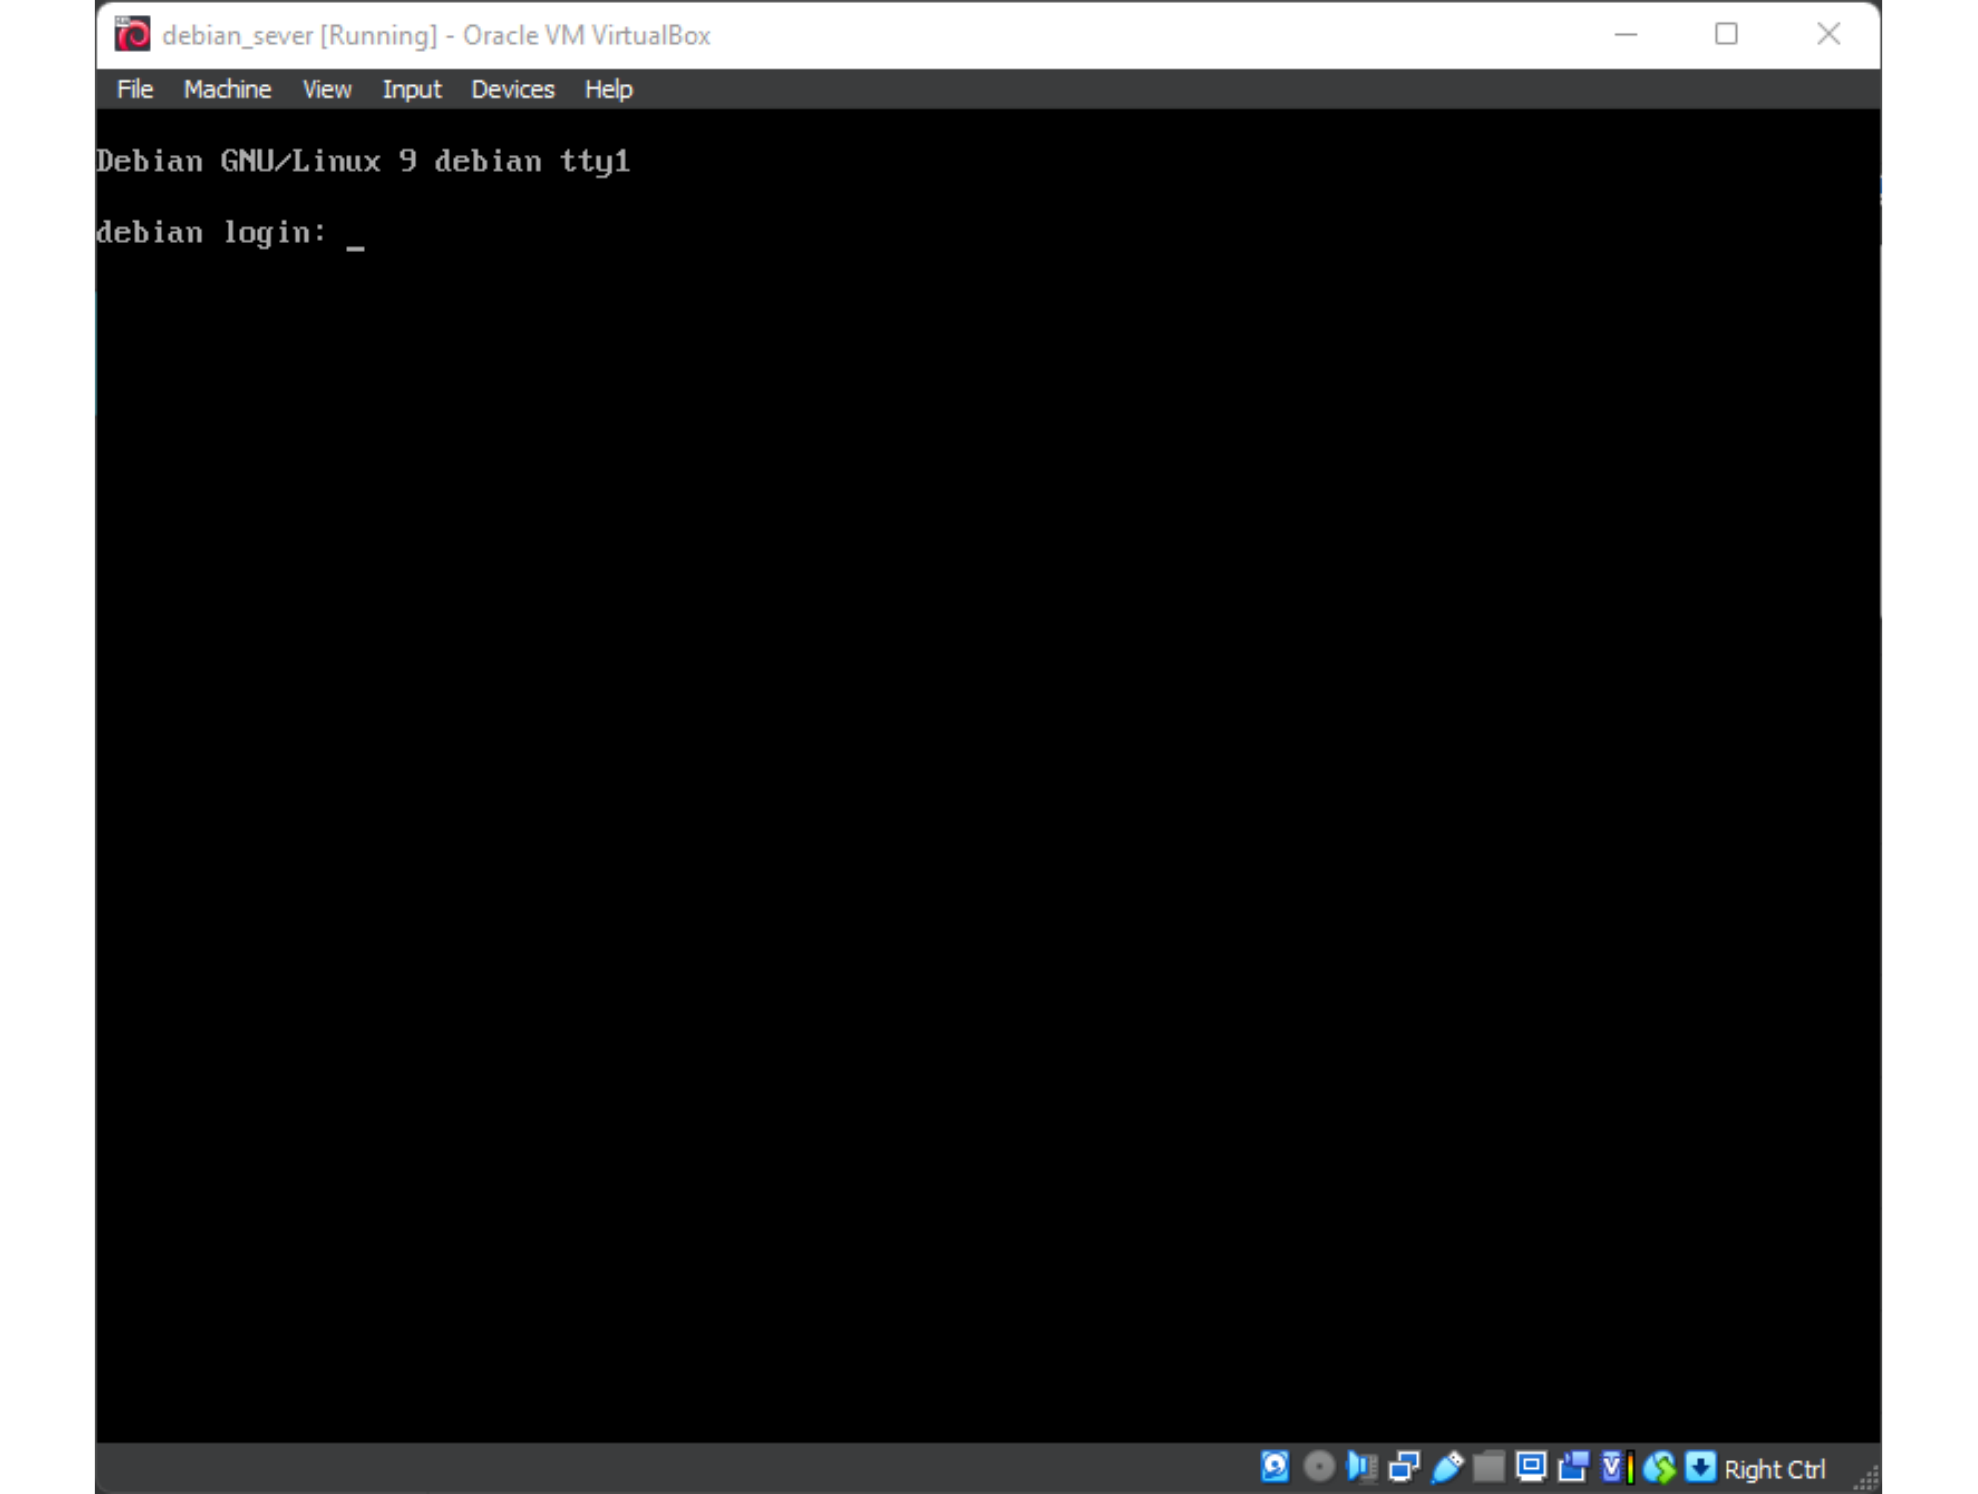 debian_sever [Running] - Oracle VM VirtualBox
File Machine View Input Devices Help
Debian GNU/Linux 9 debian tty1
debian login: _
Right Ctrl